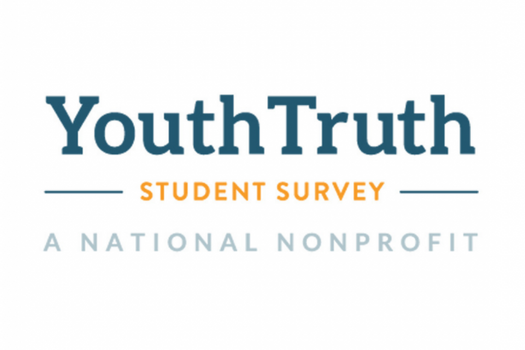 YouthTruth
STUDENT SURVEY
A NATIONAL NONPROFIT